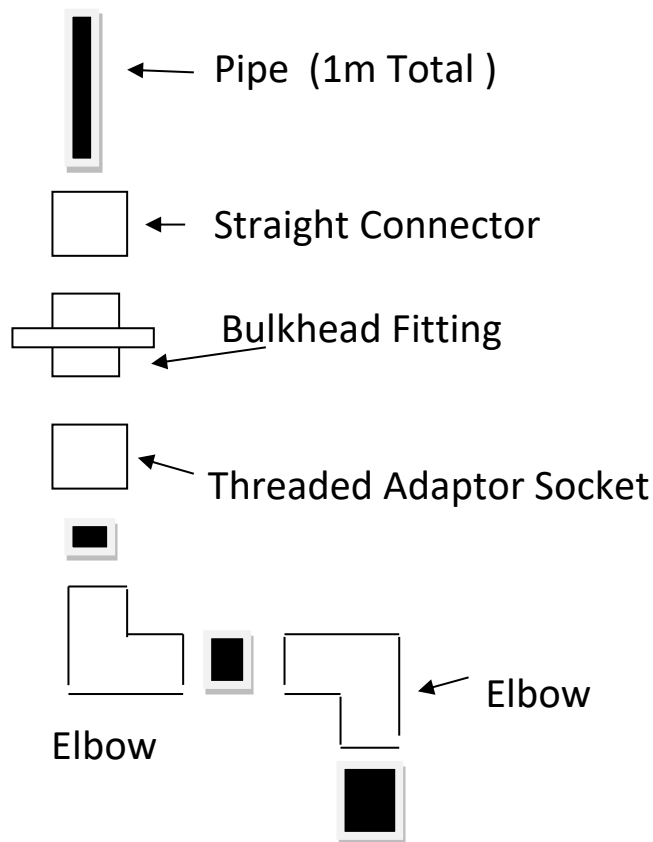 Pipe (1m Total )
Straight Connector
Bulkhead Fitting
Threaded Adaptor Socket
Elbow
Elbow